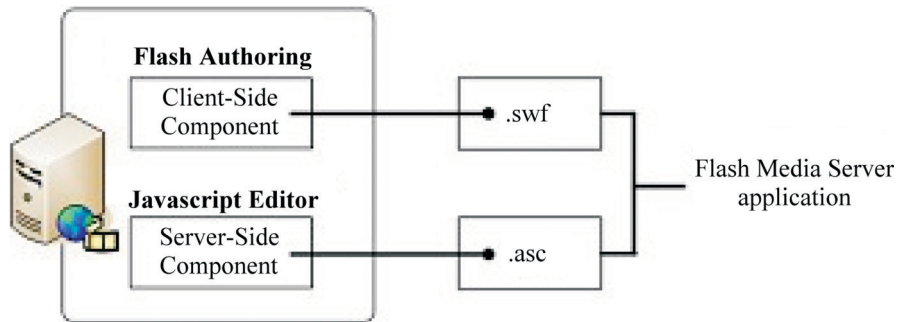 Flash Authoring
Client-Side
Component
.swf
Javascript Editor
Server-Side
Component
.asc
Flash Media Server
application